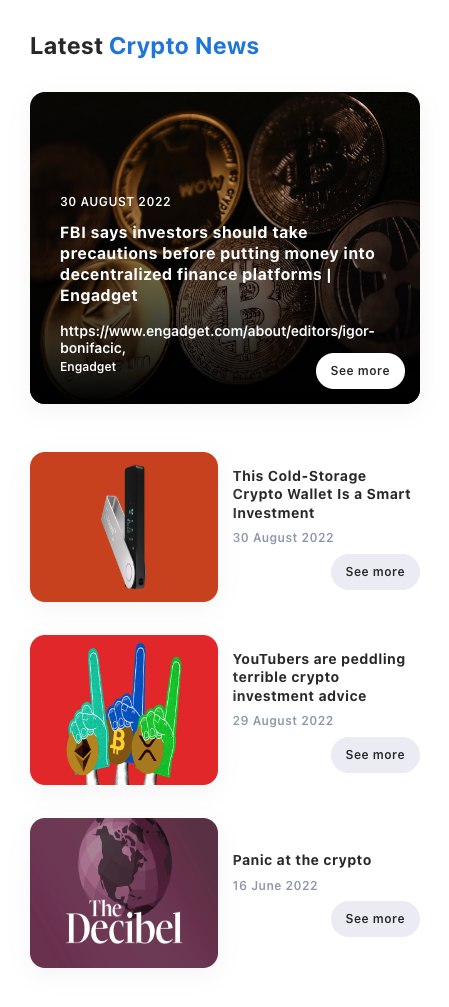 Latest Crypto News
WOW
30 AUGUST 2022
FBI says investors should take
precautions before putting money into
decentralized finance platforms |
Engadget
https://www.engadget.com/about/editors/igor-
bonifacic,
Engadget
See more
This Cold-Storage
Crypto Wallet Is a Smart
Investment
30 August 2022
See more
YouTubers are peddling
terrible crypto
investment advice
29 August 2022
See more
The
Decibel
Panic at the crypto
16 June 2022
See more